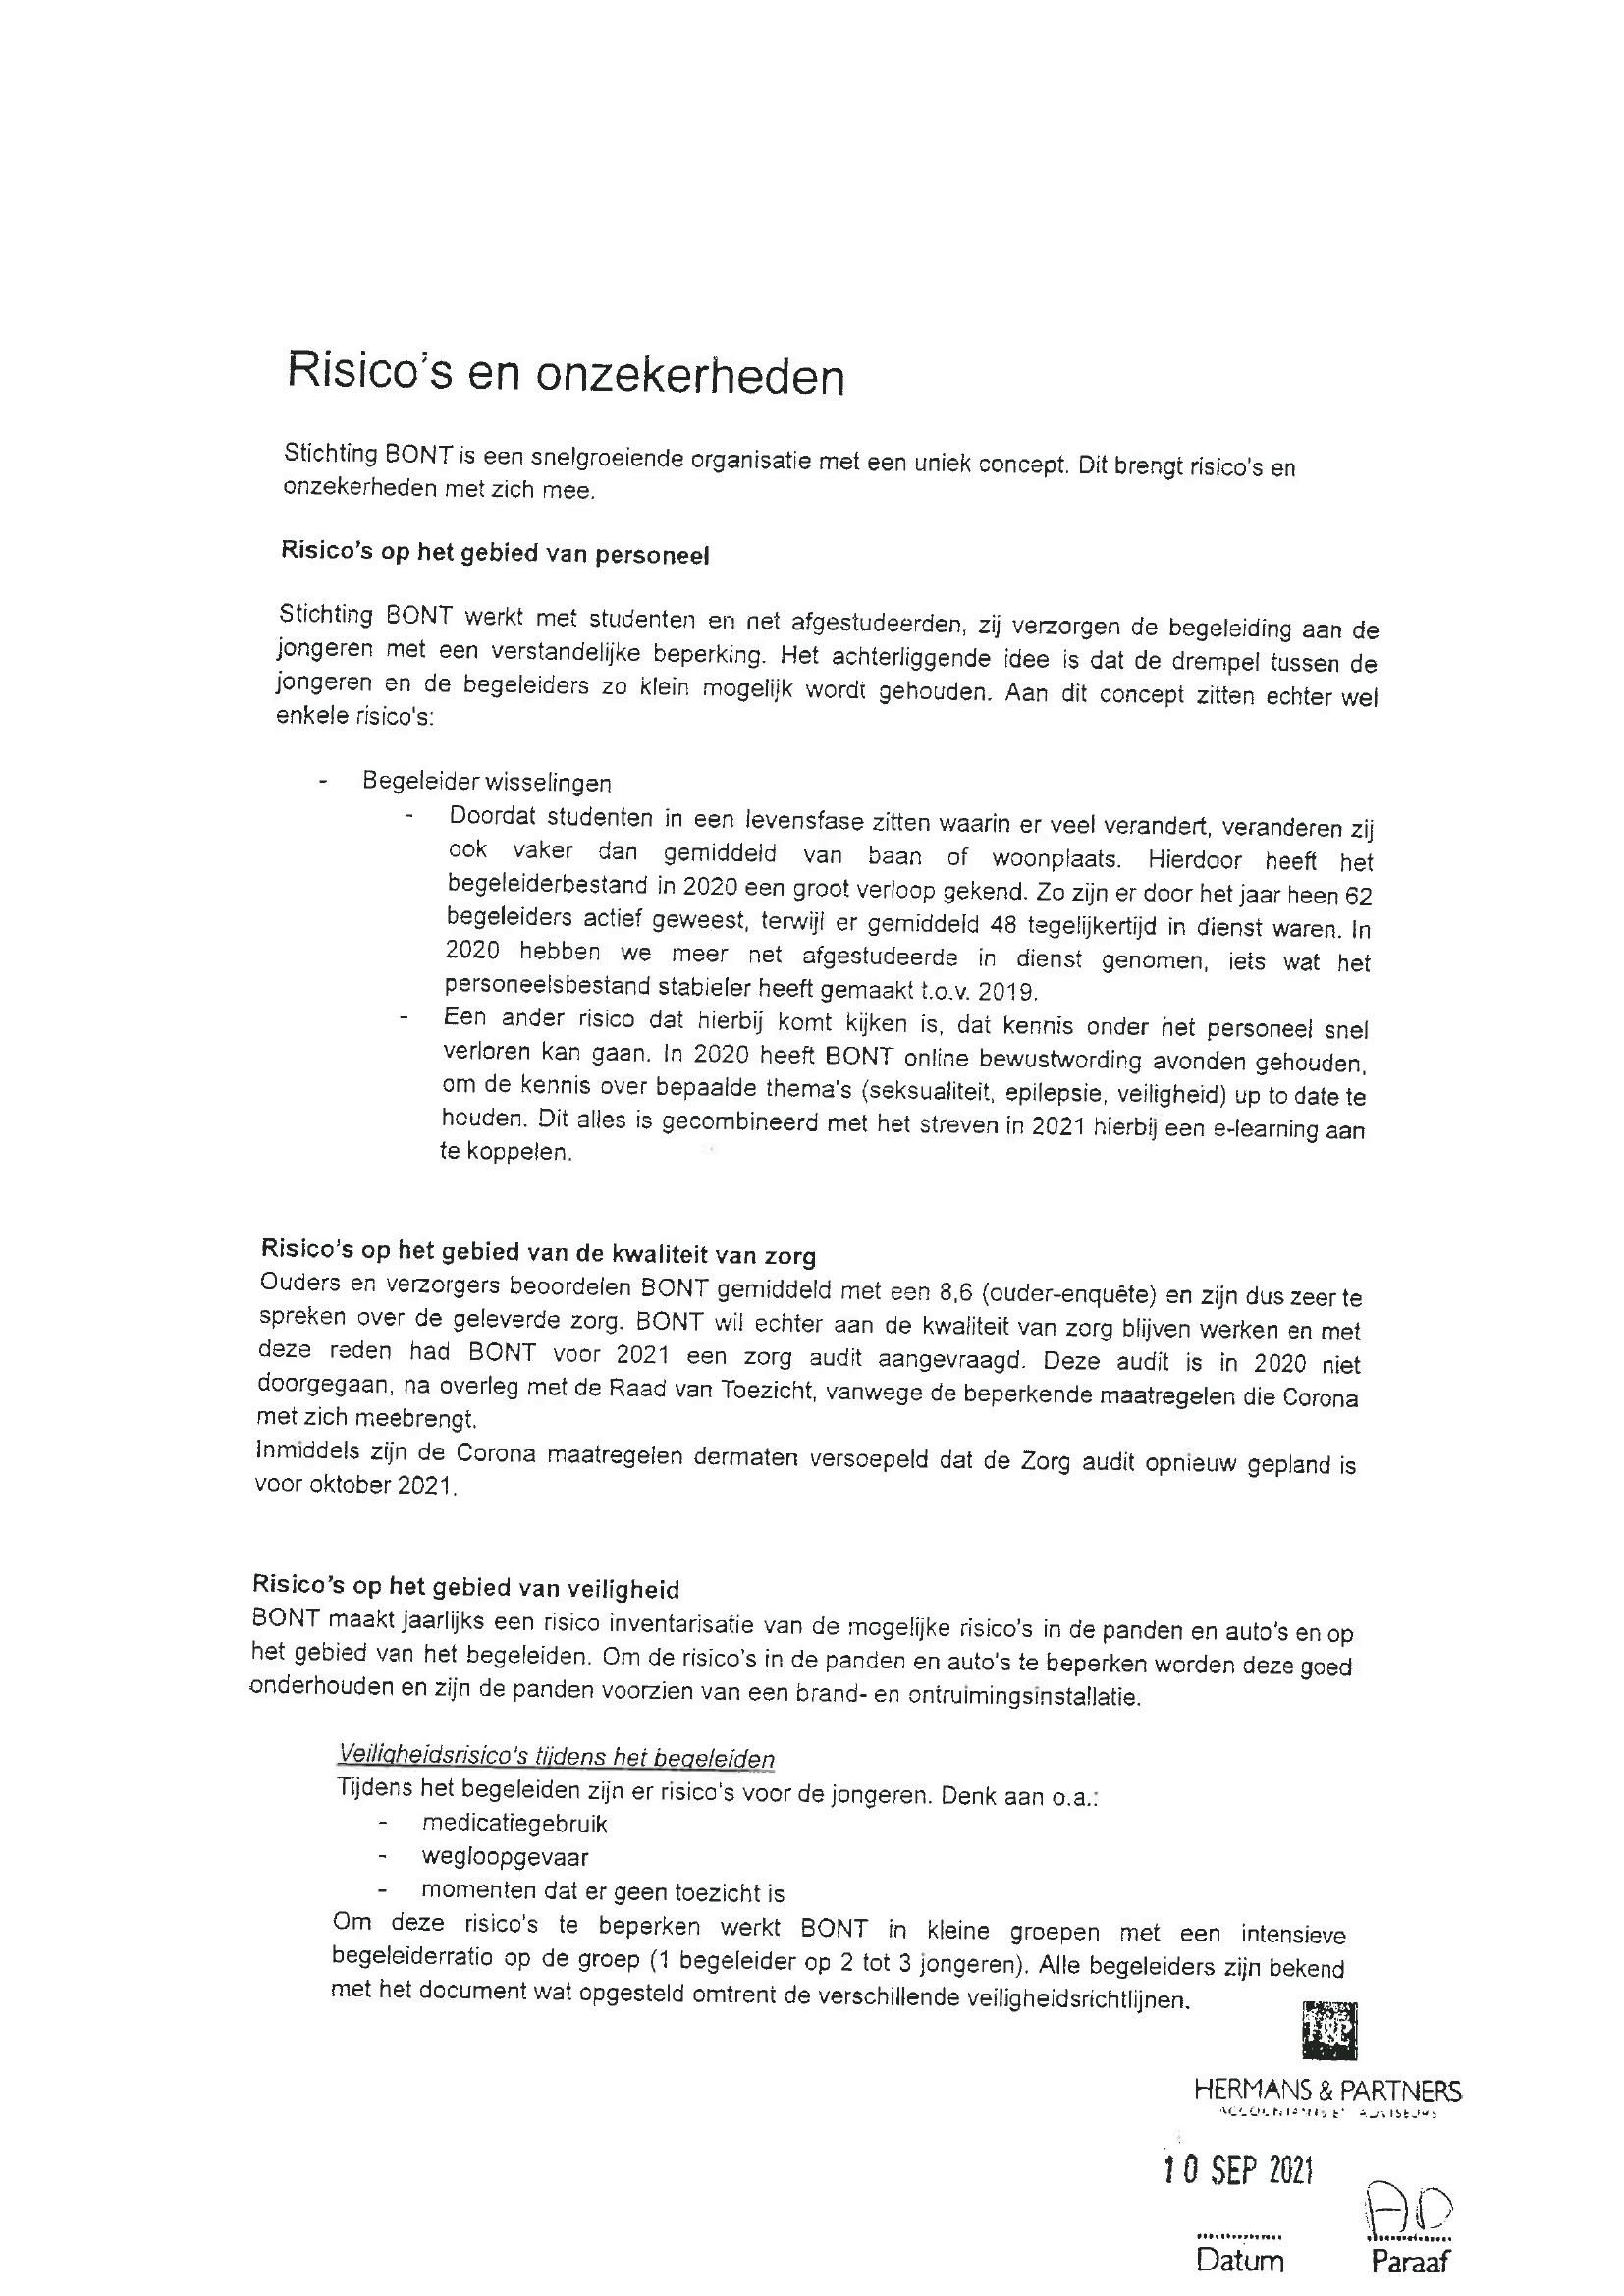 Risico's en onzekerheden
Stichting BONT is een snelgroeiende organisatie met een uniek concept. Dit brengt risico's en
onzekerheden met zich mee.
Risico's op het gebied van personeel
Stichting BONT werkt met studenten en net afgestudeerden, zij verzorgen de begeleiding aan de
jongeren met een verstandelijke beperking. Het achterliggende idee is dat de drempel tussen de
jongeren en de begeleiders zo klein mogelijk wordt gehouden. Aan dit concept zitten echter wel
enkele risico's:
- Begeleider wisselingen
- Doordat studenten in een levensfase zitten waarin er veel verandert, veranderen zij
ook vaker dan gemiddeld van baan of woonplaats. Hierdoor heeft het
begeleiderbestand in 2020 een groot verloop gekend. Zo zijn er door het jaar heen 62
begeleiders actief geweest, terwijl er gemiddeld 48 tegelijkertijd in dienst waren. In
2020 hebben we meer net afgestudeerde in dienst genomen, iets wat het
personeelsbestand stabieler heeft gemaakt t.o.v. 2019.
- Een ander risico dat hierbij komt kijken is, dat kennis onder het personeel snel
verloren kan gaan. In 2020 heeft BONT online bewustwording avonden gehouden,
om de kennis over bepaalde thema's (seksualiteit, epilepsie, veiligheid) up to date te
houden. Dit alles is gecombineerd met het streven in 2021 hierbij een e-learning aan
te koppelen.
Risico's op het gebied van de kwaliteit van zorg
Ouders en verzorgers beoordelen BONT gemiddeld met een 8,6 (ouder-enquête) en zijn dus zeer te
spreken over de geleverde zorg. BONT wil echter aan de kwaliteit van zorg blijven werken en met
deze reden had BONT voor 2021 een zorg audit aangevraagd. Deze audit is in 2020 niet
doorgegaan, na overleg met de Raad van Toezicht, vanwege de beperkende maatregelen die Corona
met zich meebrengt.
Inmiddels zijn de Corona maatregelen dermaten versoepeld dat de Zorg audit opnieuw gepland is
voor oktober 2021.
Risico's op het gebied van veiligheid
BONT maakt jaarlijks een risico inventarisatie van de mogelijke risico's in de panden en auto's en op
het gebied van het begeleiden. Om de risico's in de panden en auto's te beperken worden deze goed
onderhouden en zijn de panden voorzien van een brand- en ontruimingsinstallatie.
Veiligheidsrisico's tijdens het begeleiden
Tijdens het begeleiden zijn er risico's voor de jongeren. Denk aan o.a.:
- medicatiegebruik
- wegloopgevaar
- momenten dat er geen toezicht is
Om deze risico's te beperken werkt BONT in kleine groepen met een intensieve
begeleiderratio op de groep (1 begeleider op 2 tot 3 jongeren). Alle begeleiders zijn bekend
met het document wat opgesteld omtrent de verschillende veiligheidsrichtlijnen.
H&P
HERMANS & PARTNERS
10 SEP 2021
AD
Datum Paraaf